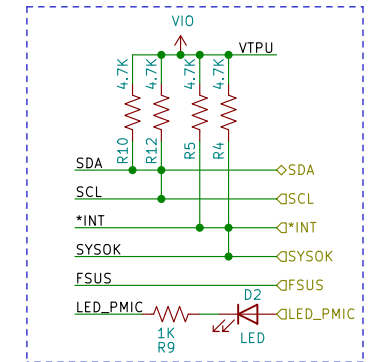 VIO
VTPU
4.7K 4.7K 4.7K 4.7K
R10 R12 R5 R4
SDA SDA
SCL SCL
*INT *INT
SYSOK SYSOK
FSUS FSUS
D2
LED_PMIC LED_PMIC
1K LED
R9